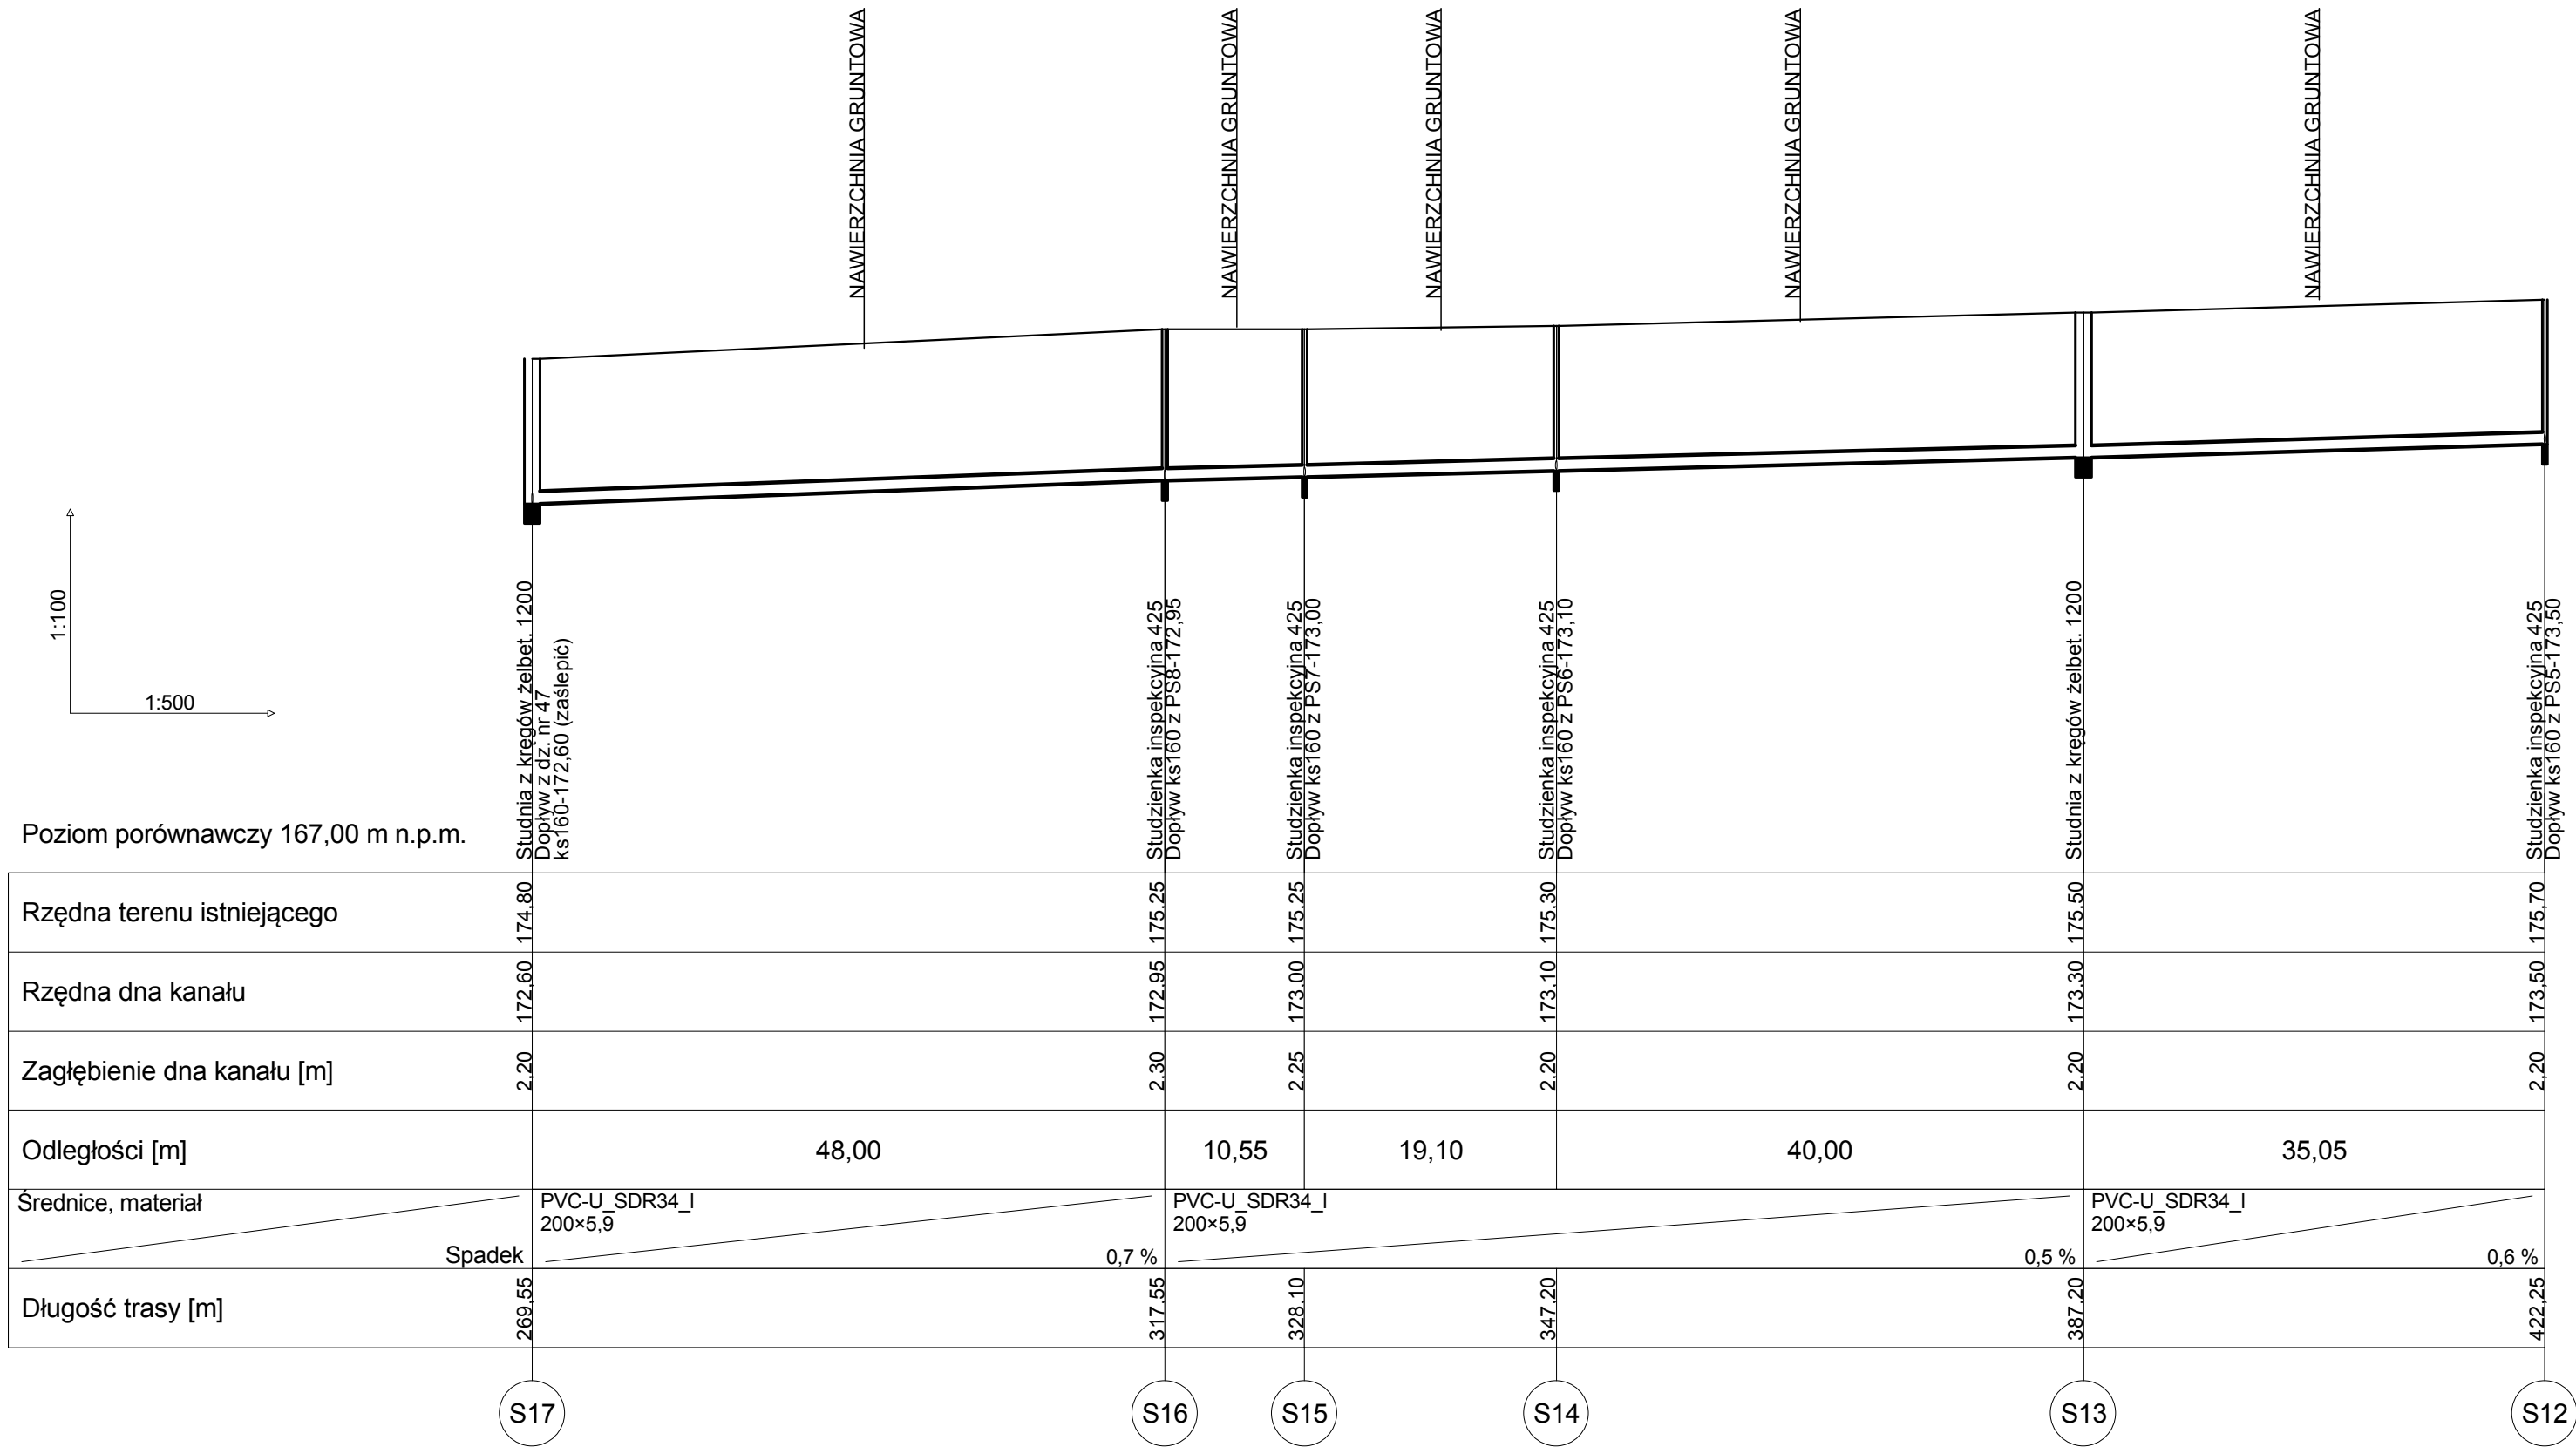 NAWIERZCHNIA GRUNTOWA
NAWIERZCHNIA GRUNTOWA
NAWIERZCHNIA GRUNTOWA
NAWIERZCHNIA GRUNTOWA
NAWIERZCHNIA GRUNTOWA
1:100
1:500
Studnia z kręgów żelbet. 1200
Dopływ z dz. nr 47
ks160-172,60 (zaślepić)
Studzienka inspekcyjna 425
Dopływ ks160 z PS8-172,95
Studzienka inspekcyjna 425
Dopływ ks160 z PS7-173,00
Studzienka inspekcyjna 425
Dopływ ks160 z PS6-173,10
Studnia z kręgów żelbet. 1200
Studzienka inspekcyjna 425
Dopływ ks160 z PS5-173,50
Poziom porównawczy 167,00 m n.p.m.
Rzędna terenu istniejącego 174,80 175,25 175,25 175,30 175,50 175,70
Rzędna dna kanału 172,60 172,95 173,00 173,10 173,30 173,50
Zagłębienie dna kanału [m] 2,20 2,30 2,25 2,20 2,20 2,20
Odległości [m] 48,00 10,55 19,10 40,00 35,05
Średnice, materiał
Spadek
PVC-U_SDR34_l
200×5,9
0,7 %
PVC-U_SDR34_l
200×5,9
0,5 %
PVC-U_SDR34_l
200×5,9
0,6 %
Długość trasy [m] 269,55 317,55 328,10 347,20 387,20 422,25
S17 S16 S15 S14 S13 S12